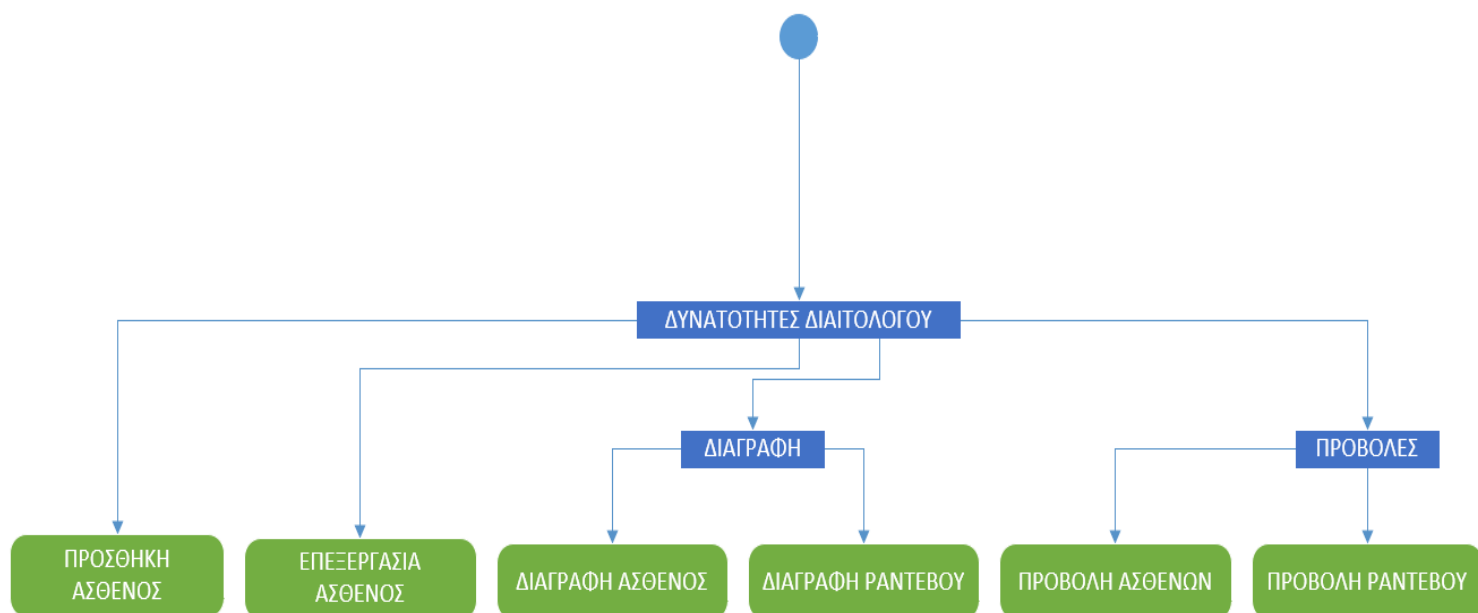 ΔΥΝΑΤΟΤΗΤΕΣ ΔΙΑΙΤΟΛΟΓΟΥ
ΔΙΑΓΡΑΦΗ
ΠΡΟΒΟΛΕΣ
ΠΡΟΣΘΗΚΗ
ΑΣΘΕΝΟΣ
ΕΠΕΞΕΡΓΑΣΙΑ
ΑΣΘΕΝΟΣ
ΔΙΑΓΡΑΦΗ ΑΣΘΕΝΟΣ
ΔΙΑΓΡΑΦΗ ΡΑΝΤΕΒΟΥ
ΠΡΟΒΟΛΗ ΑΣΘΕΝΩΝ
ΠΡΟΒΟΛΗ ΡΑΝΤΕΒΟΥ